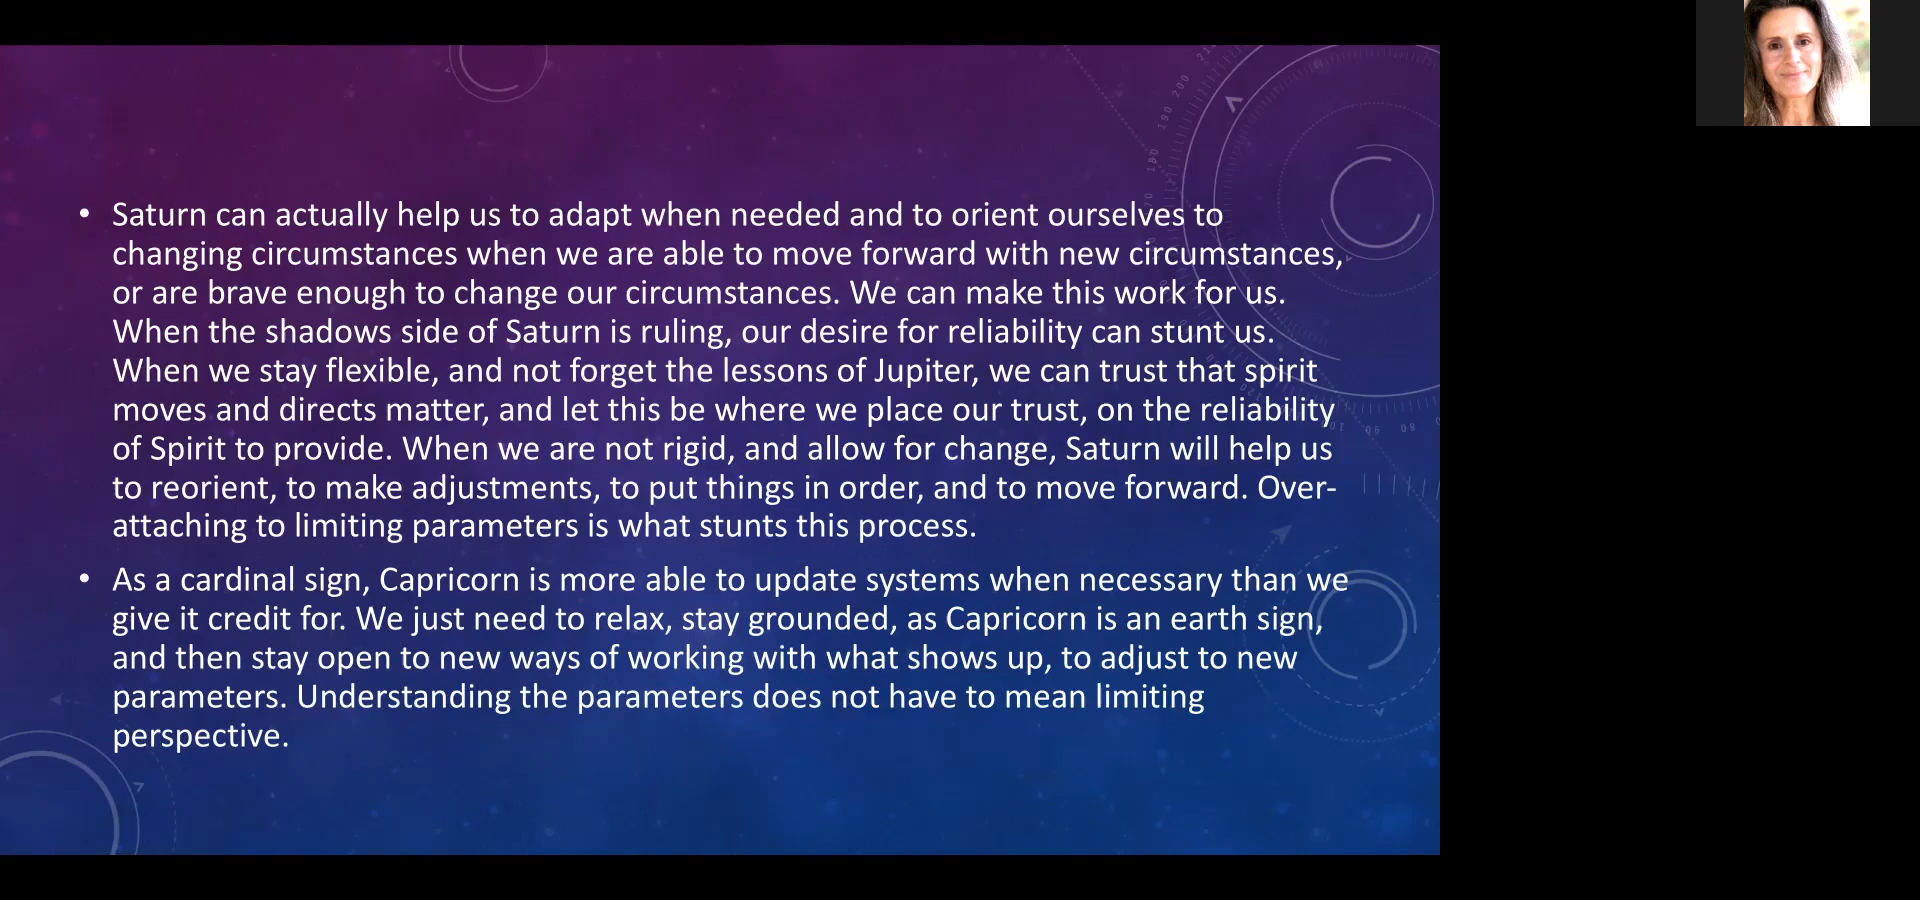 • Saturn can actually help us to adapt when needed and to orient ourselves to
changing circumstances when we are able to move forward with new circumstances,
or are brave enough to change our circumstances. We can make this work for us.
When the shadows side of Saturn is ruling, our desire for reliability can stunt us.
When we stay flexible, and not forget the lessons of Jupiter, we can trust that spirit
moves and directs matter, and let this be where we place our trust, on the reliability
of Spirit to provide. When we are not rigid, and allow for change, Saturn will help us
to reorient, to make adjustments, to put things in order, and to move forward. Over-
attaching to limiting parameters is what stunts this process.
• As a cardinal sign, Capricorn is more able to update systems when necessary than we
give it credit for. We just need to relax, stay grounded, as Capricorn is an earth sign,
and then stay open to new ways of working with what shows up, to adjust to new
parameters. Understanding the parameters does not have to mean limiting
perspective.
180
190
200